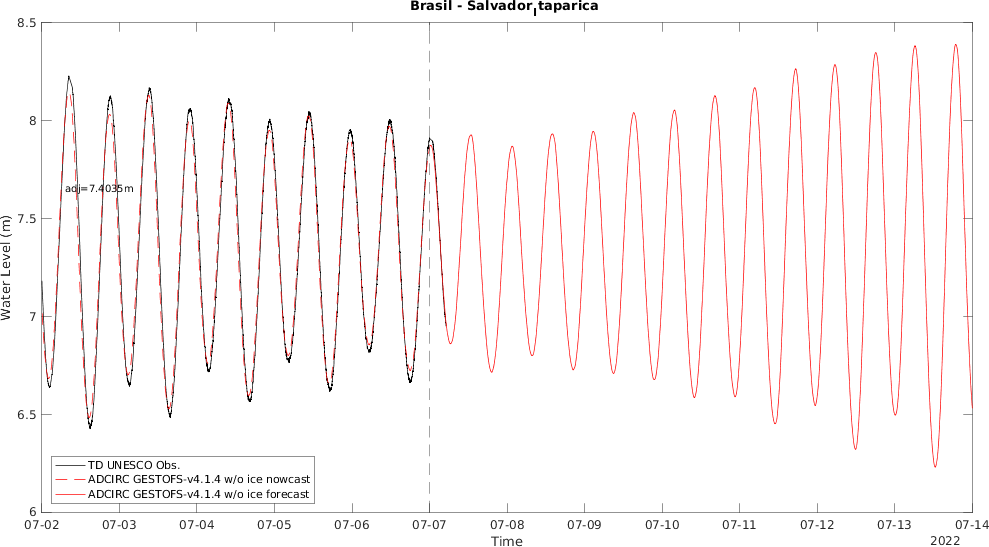 Brasil - Salvador,taparica
8.5
8
7.5
7
6.5
6
Water Level (m)
adj=7.4035m
TD UNESCO Obs.
ADCIRC GESTOFS-v4.1.4 w/o ice nowcast
ADCIRC GESTOFS-v4.1.4 w/o ice forecast
07-02 07-03 07-04 07-05 07-06 07-07 07-08 07-09 07-10 07-11 07-12 07-13 07-14
Time
2022